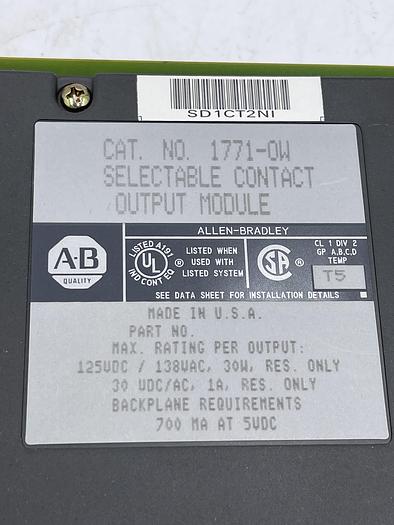 SD1CT2NI
CAT. NO. 1771-OW
SELECTABLE CONTACT
OUTPUT MODULE
ALLEN-BRADLEY
A·B
QUALITY
LISTED A197
UL
IND CONT EQ
®
LISTED WHEN
USED WITH
LISTED SYSTEM
SA
®
CL 1 DIV 2
GP A,B,C,D
TEMP
T5
SEE DATA SHEET FOR INSTALLATION DETAILS
MADE IN U.S.A.
PART NO.
MAX. RATING PER OUTPUT:
125VDC / 138VAC, 30W, RES. ONLY
30 VDC/AC, 1A, RES. ONLY
BACKPLANE REQUIREMENTS
700 MA AT 5VDC